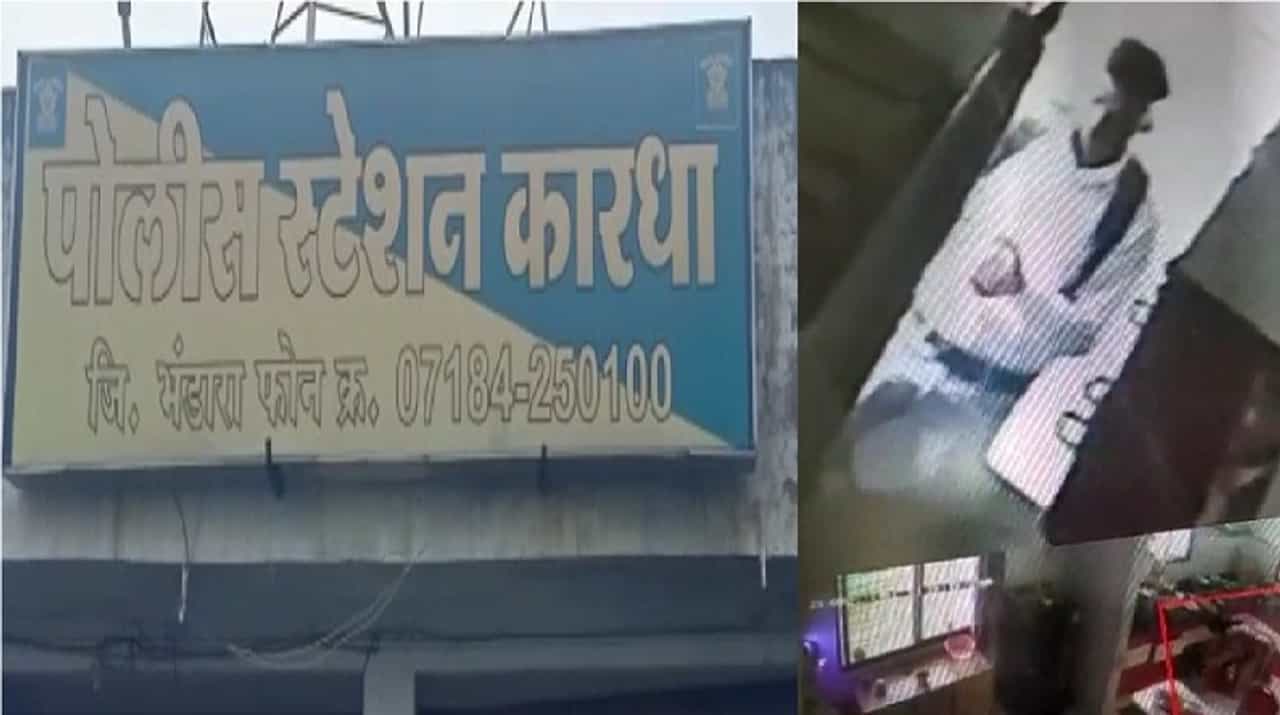 पोलीस स्टेशन कारधा
जि. भंडारा फोन क्र. 07184-250100